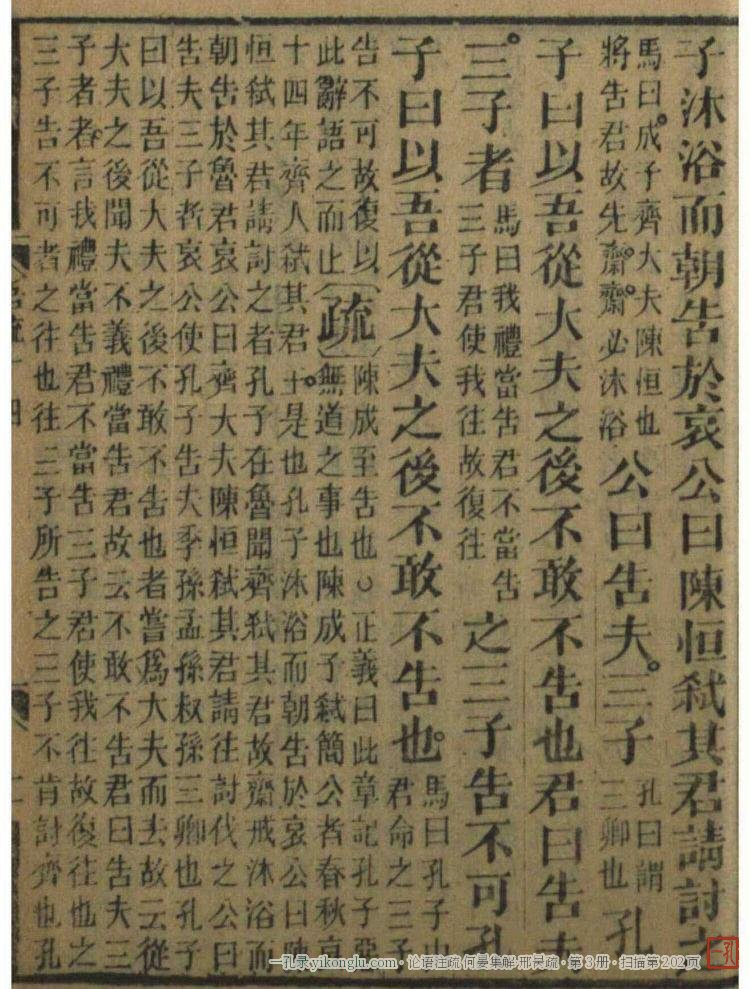 子沐浴而朝告於哀公曰陳恒弑其君請討之
馬曰成子齊大夫陳恒也
將告君故先齋齋必沐浴
公曰告夫三子
孔曰謂
三卿也
孔
子曰以吾從大夫之後不敢不告也君曰告夫
三子者
馬曰我禮當告君不當告
三子君使我往故復往
之三子告不可孔
子曰以吾從大夫之後不敢不告也
馬曰孔子由
君命之三子
告不可故復以
此辭語之而止
疏
陳成至告也○正義曰此章記孔子惡
無道之事也陳成子弑簡公者春秋哀
十四年齊人弑其君壬是也孔子沐浴而朝告於哀公曰陳
恒弑其君請討之者孔子在魯聞齊弑其君故齋戒沐浴而
朝告於魯君哀公曰齊大夫陳恒弑其君請往討伐之公曰
告夫三子者哀公使孔子告夫季孫孟孫叔孫三卿也孔子
曰以吾從大夫之後不敢不告也者嘗爲大夫而去故云從
大夫之後聞夫不義禮當告君故云不敢不告君曰告夫三
子者者言我禮當告君不當告三子君使我往故復往也之
三子告不可者之往也往三子所告之三子不肯討齊也孔
一孔录yikonglu.com · 论语注疏.何晏集解.邢昺疏 · 第3册 · 扫描第202页
孔